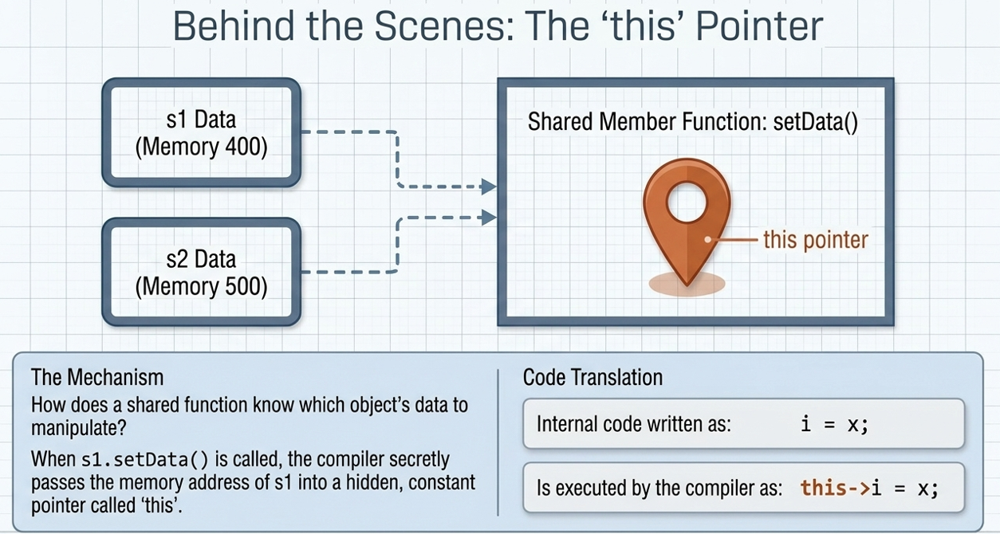 Behind the Scenes: The ‘this’ Pointer
s1 Data
(Memory 400)
s2 Data
(Memory 500)
Shared Member Function: setData()
this pointer
The Mechanism
How does a shared function know which object’s data to
manipulate?
When s1.setData() is called, the compiler secretly
passes the memory address of s1 into a hidden, constant
pointer called ‘this’.
Code Translation
Internal code written as: i = x;
Is executed by the compiler as: this->i = x;